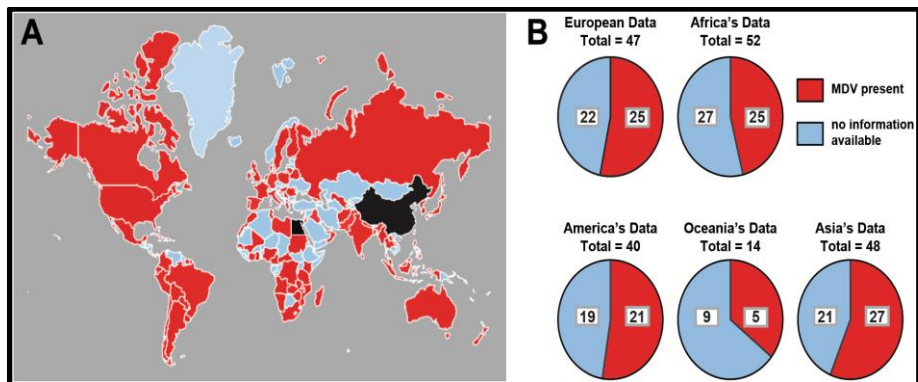 A
B
European Data
Total = 47
Africa's Data
Total = 52
22
25
27
25
MDV present
no information
available
America's Data
Total = 40
Oceania's Data
Total = 14
Asia's Data
Total = 48
19
21
9
5
21
27